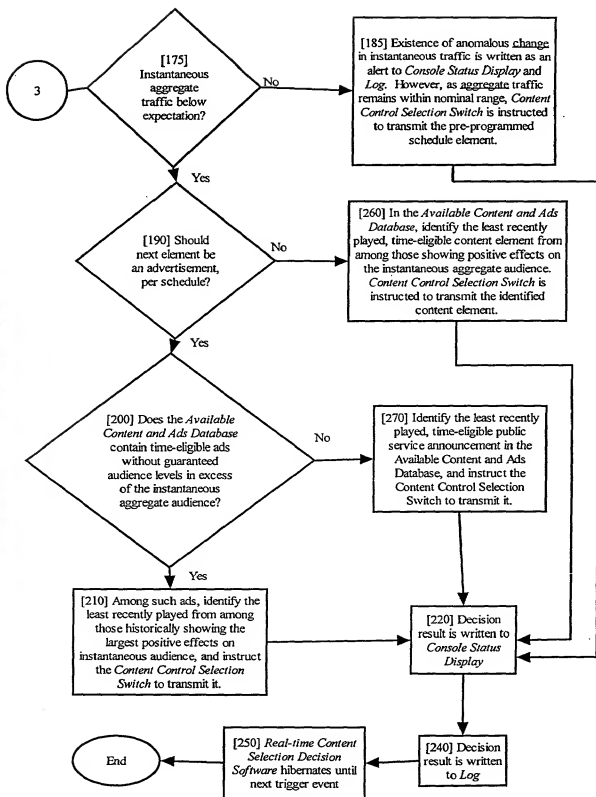 3
[175]
Instantaneous
aggregate
traffic below
expectation?
No
[185] Existence of anomalous change
in instantaneous traffic is written as an
alert to Console Status Display and
Log. However, as aggregate traffic
remains within nominal range, Content
Control Selection Switch is instructed
to transmit the pre-programmed
schedule element.
Yes
[190] Should
next element be
an advertisement,
per schedule?
No
[260] In the Available Content and Ads
Database, identify the least recently
played, time-eligible content element from
among those showing positive effects on
the instantaneous aggregate audience.
Content Control Selection Switch is
instructed to transmit the identified
content element.
Yes
[200] Does the Available
Content and Ads Database
contain time-eligible ads
without guaranteed
audience levels in excess
of the instantaneous
aggregate audience?
No
[270] Identify the least recently
played, time-eligible public
service announcement in the
Available Content and Ads
Database, and instruct the
Content Control Selection
Switch to transmit it.
Yes
[210] Among such ads, identify the
least recently played from among
those historically showing the
largest positive effects on
instantaneous audience, and instruct
the Content Control Selection
Switch to transmit it.
[220] Decision
result is written to
Console Status
Display
[240] Decision
result is written
to Log
[250] Real-time Content
Selection Decision
Software hibernates until
next trigger event
End